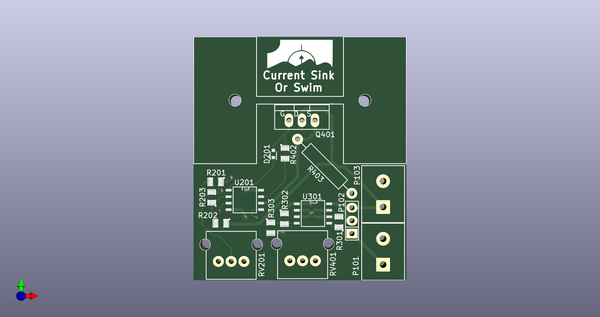 Current Sink
Or Swim
G D S
Q401
D201
R402
R403
P103
R201
U201
R203
R302
U301
P102
R202
R303
R301
RV201
RV401
P101